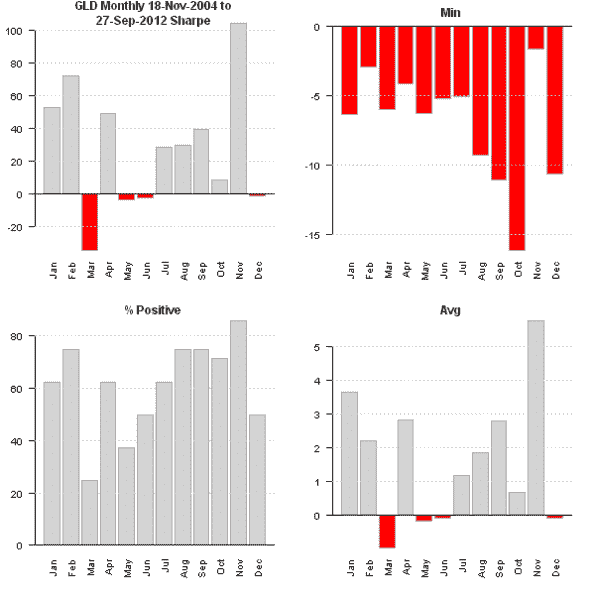 GLD Monthly 18-Nov-2004 to
27-Sep-2012 Sharpe
100
80
60
40
20
0
-20
Jan Feb Mar Apr May Jun Jul Aug Sep Oct Nov Dec
Min
0
-5
-10
-15
Jan Feb Mar Apr May Jun Jul Aug Sep Oct Nov Dec
% Positive
80
60
40
20
0
Jan Feb Mar Apr May Jun Jul Aug Sep Oct Nov Dec
Avg
5
4
3
2
1
0
Jan Feb Mar Apr May Jun Jul Aug Sep Oct Nov Dec